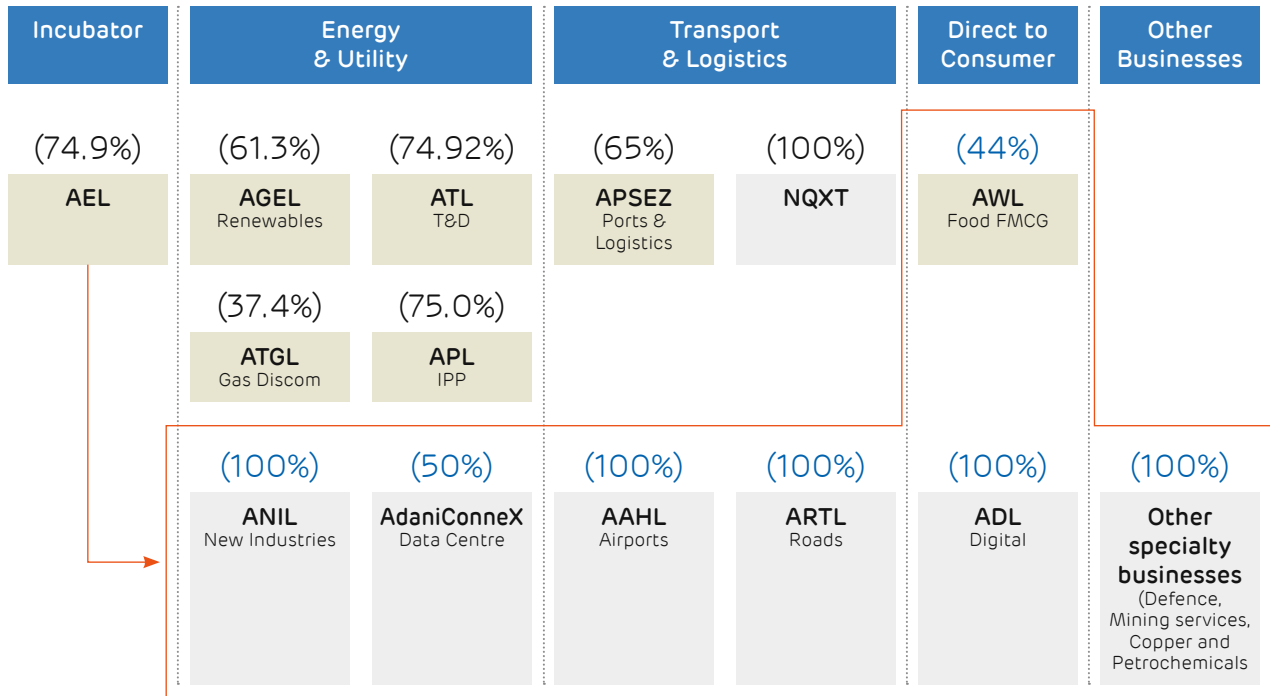 Incubator
Energy
& Utility
Transport
& Logistics
Direct to
Consumer
Other
Businesses
(74.9%)
AEL
(61.3%)
AGEL
Renewables
(74.92%)
ATL
T&D
(65%)
APSEZ
Ports &
Logistics
(100%)
NQXT
(44%)
AWL
Food FMCG
(37.4%)
ATGL
Gas Discom
(75.0%)
APL
IPP
(100%)
ANIL
New Industries
(50%)
AdaniConneX
Data Centre
(100%)
AAHL
Airports
(100%)
ARTL
Roads
(100%)
ADL
Digital
(100%)
Other
specialty
businesses
(Defence,
Mining services,
Copper and
Petrochemicals